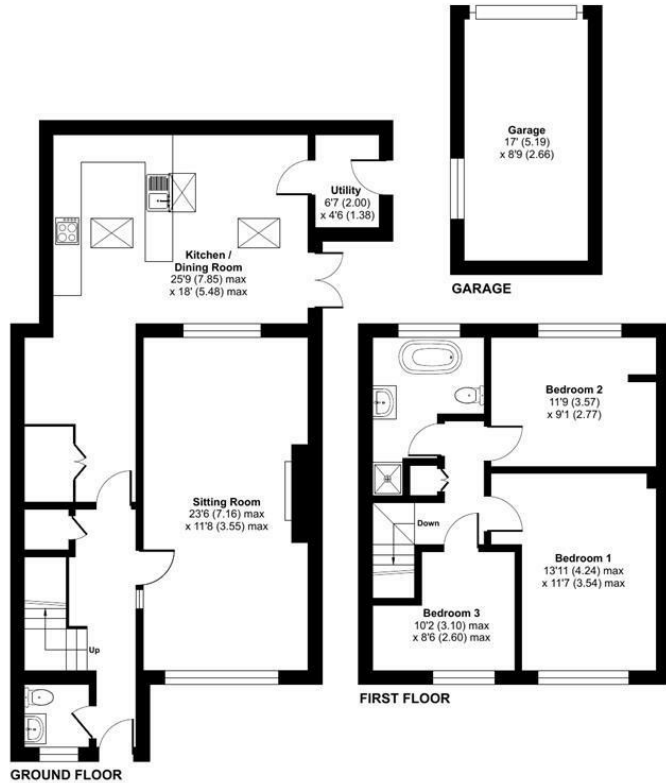 Garage
17' (5.19)
x 8'9 (2.66)
GARAGE
Utility
6'7 (2.00)
x 4'6 (1.38)
Kitchen /
Dining Room
25'9 (7.85) max
x 18' (5.48) max
Sitting Room
23'6 (7.16) max
x 11'8 (3.55) max
Up
GROUND FLOOR
Bedroom 2
11'9 (3.57)
x 9'1 (2.77)
Down
Bedroom 1
13'11 (4.24) max
x 11'7 (3.54) max
Bedroom 3
10'2 (3.10) max
x 8'6 (2.60) max
FIRST FLOOR